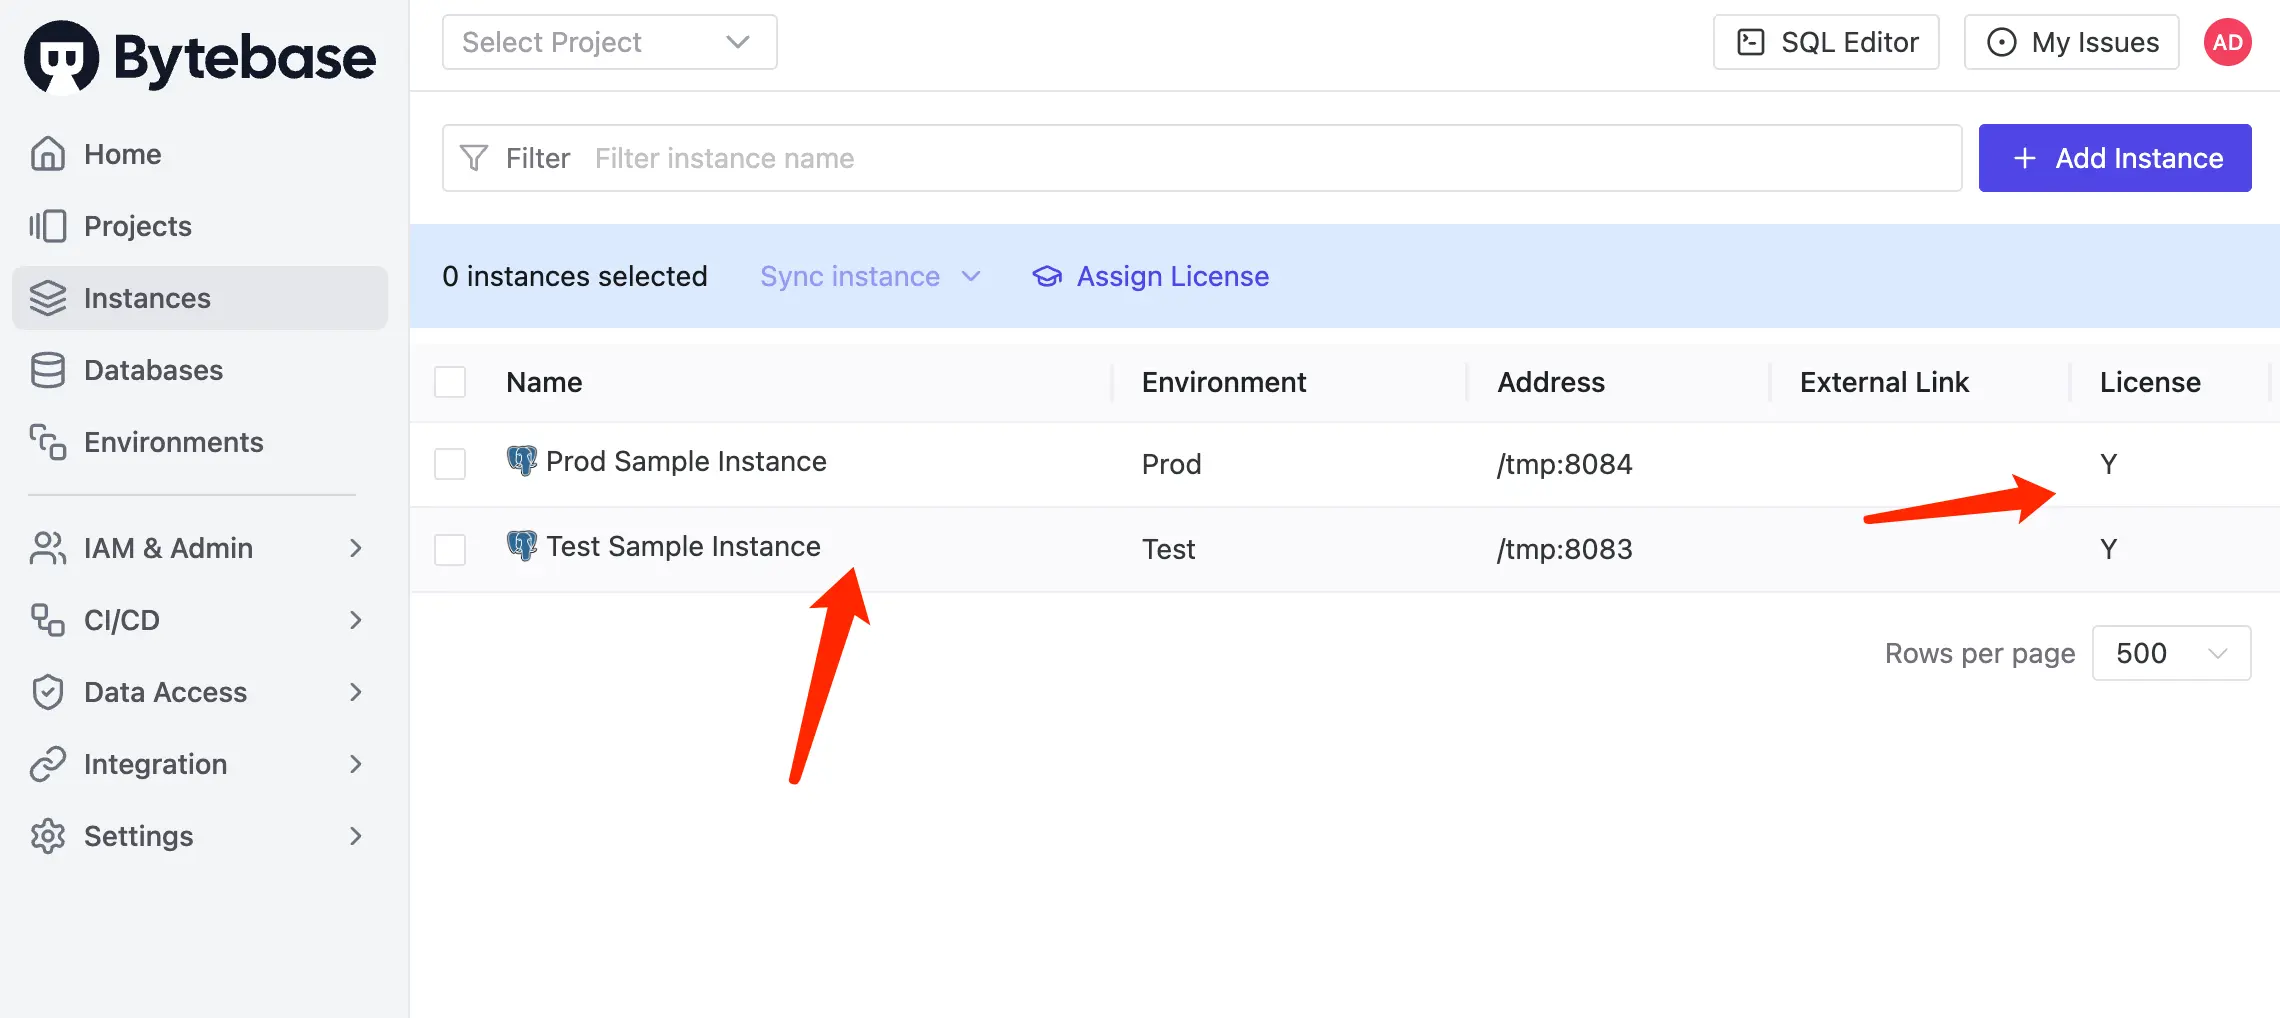 Bytebase
Home
Projects
Instances
Databases
Environments
IAM & Admin
CI/CD
Data Access
Integration
Settings
Select Project
SQL Editor
My Issues
AD
Filter Filter instance name
+ Add Instance
0 instances selected Sync instance Assign License
Name Environment Address External Link License
Prod Sample Instance Prod /tmp:8084 Y
Test Sample Instance Test /tmp:8083 Y
Rows per page 500